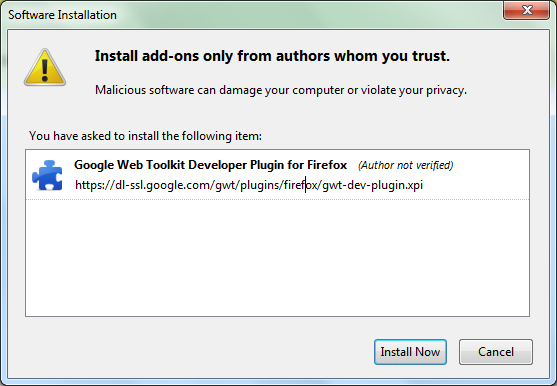 Software Installation
Install add-ons only from authors whom you trust.
Malicious software can damage your computer or violate your privacy.
You have asked to install the following item:
Google Web Toolkit Developer Plugin for Firefox (Author not verified)
https://dl-ssl.google.com/gwt/plugins/firefox/gwt-dev-plugin.xpi
Install Now Cancel